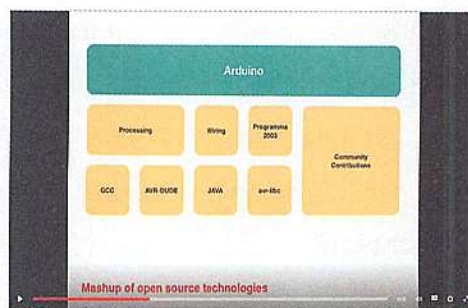 Arduino
Processing
Wiring
Programma
2003
Community
Contributions
GCC
AVR-DUDE
JAVA
avr-libc
Mashup of open source technologies